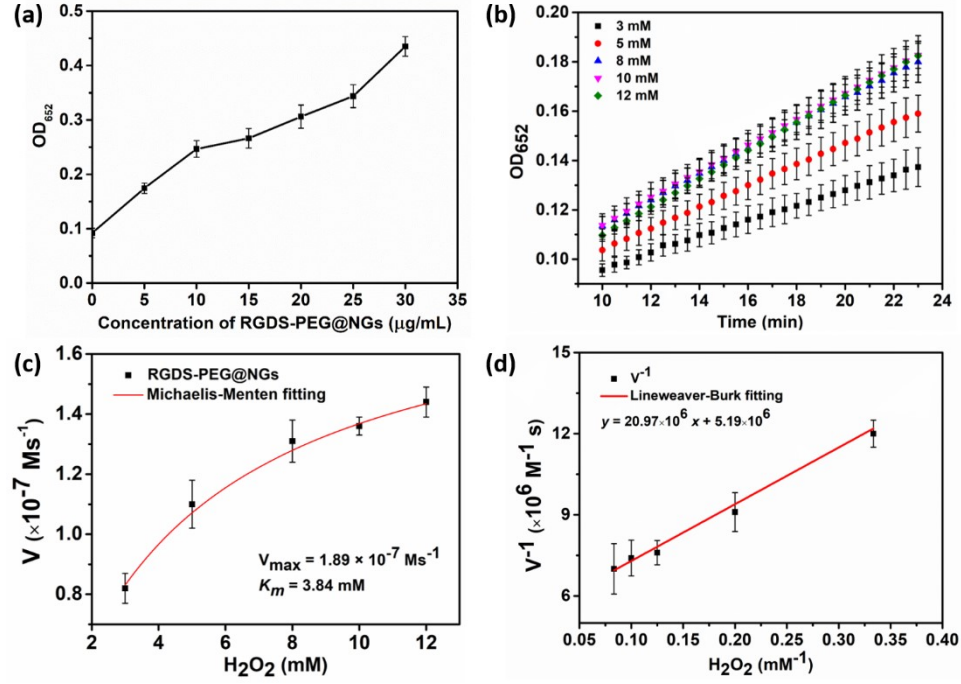 (a)
0.5
0.4
0.3
0.2
0.1
0.0
OD652
0 5 10 15 20 25 30 35
Concentration of RGDS-PEG@NGs (μg/mL)
(b)
3 mM
5 mM
8 mM
10 mM
12 mM
0.20
0.18
0.16
0.14
0.12
0.10
OD652
10 12 14 16 18 20 22 24
Time (min)
(c)
RGDS-PEG@NGs
Michaelis-Menten fitting
1.6
1.4
1.2
1.0
0.8
V (×10⁻⁷ Ms⁻¹)
Vmax = 1.89 × 10⁻⁷ Ms⁻¹
Km = 3.84 mM
2 4 6 8 10 12
H₂O₂ (mM)
(d)
V⁻¹
Lineweaver-Burk fitting
y = 20.97×10⁶ x + 5.19×10⁶
15
12
9
6
V⁻¹ (×10⁶ M⁻¹ s)
0.05 0.10 0.15 0.20 0.25 0.30 0.35 0.40
H₂O₂ (mM⁻¹)